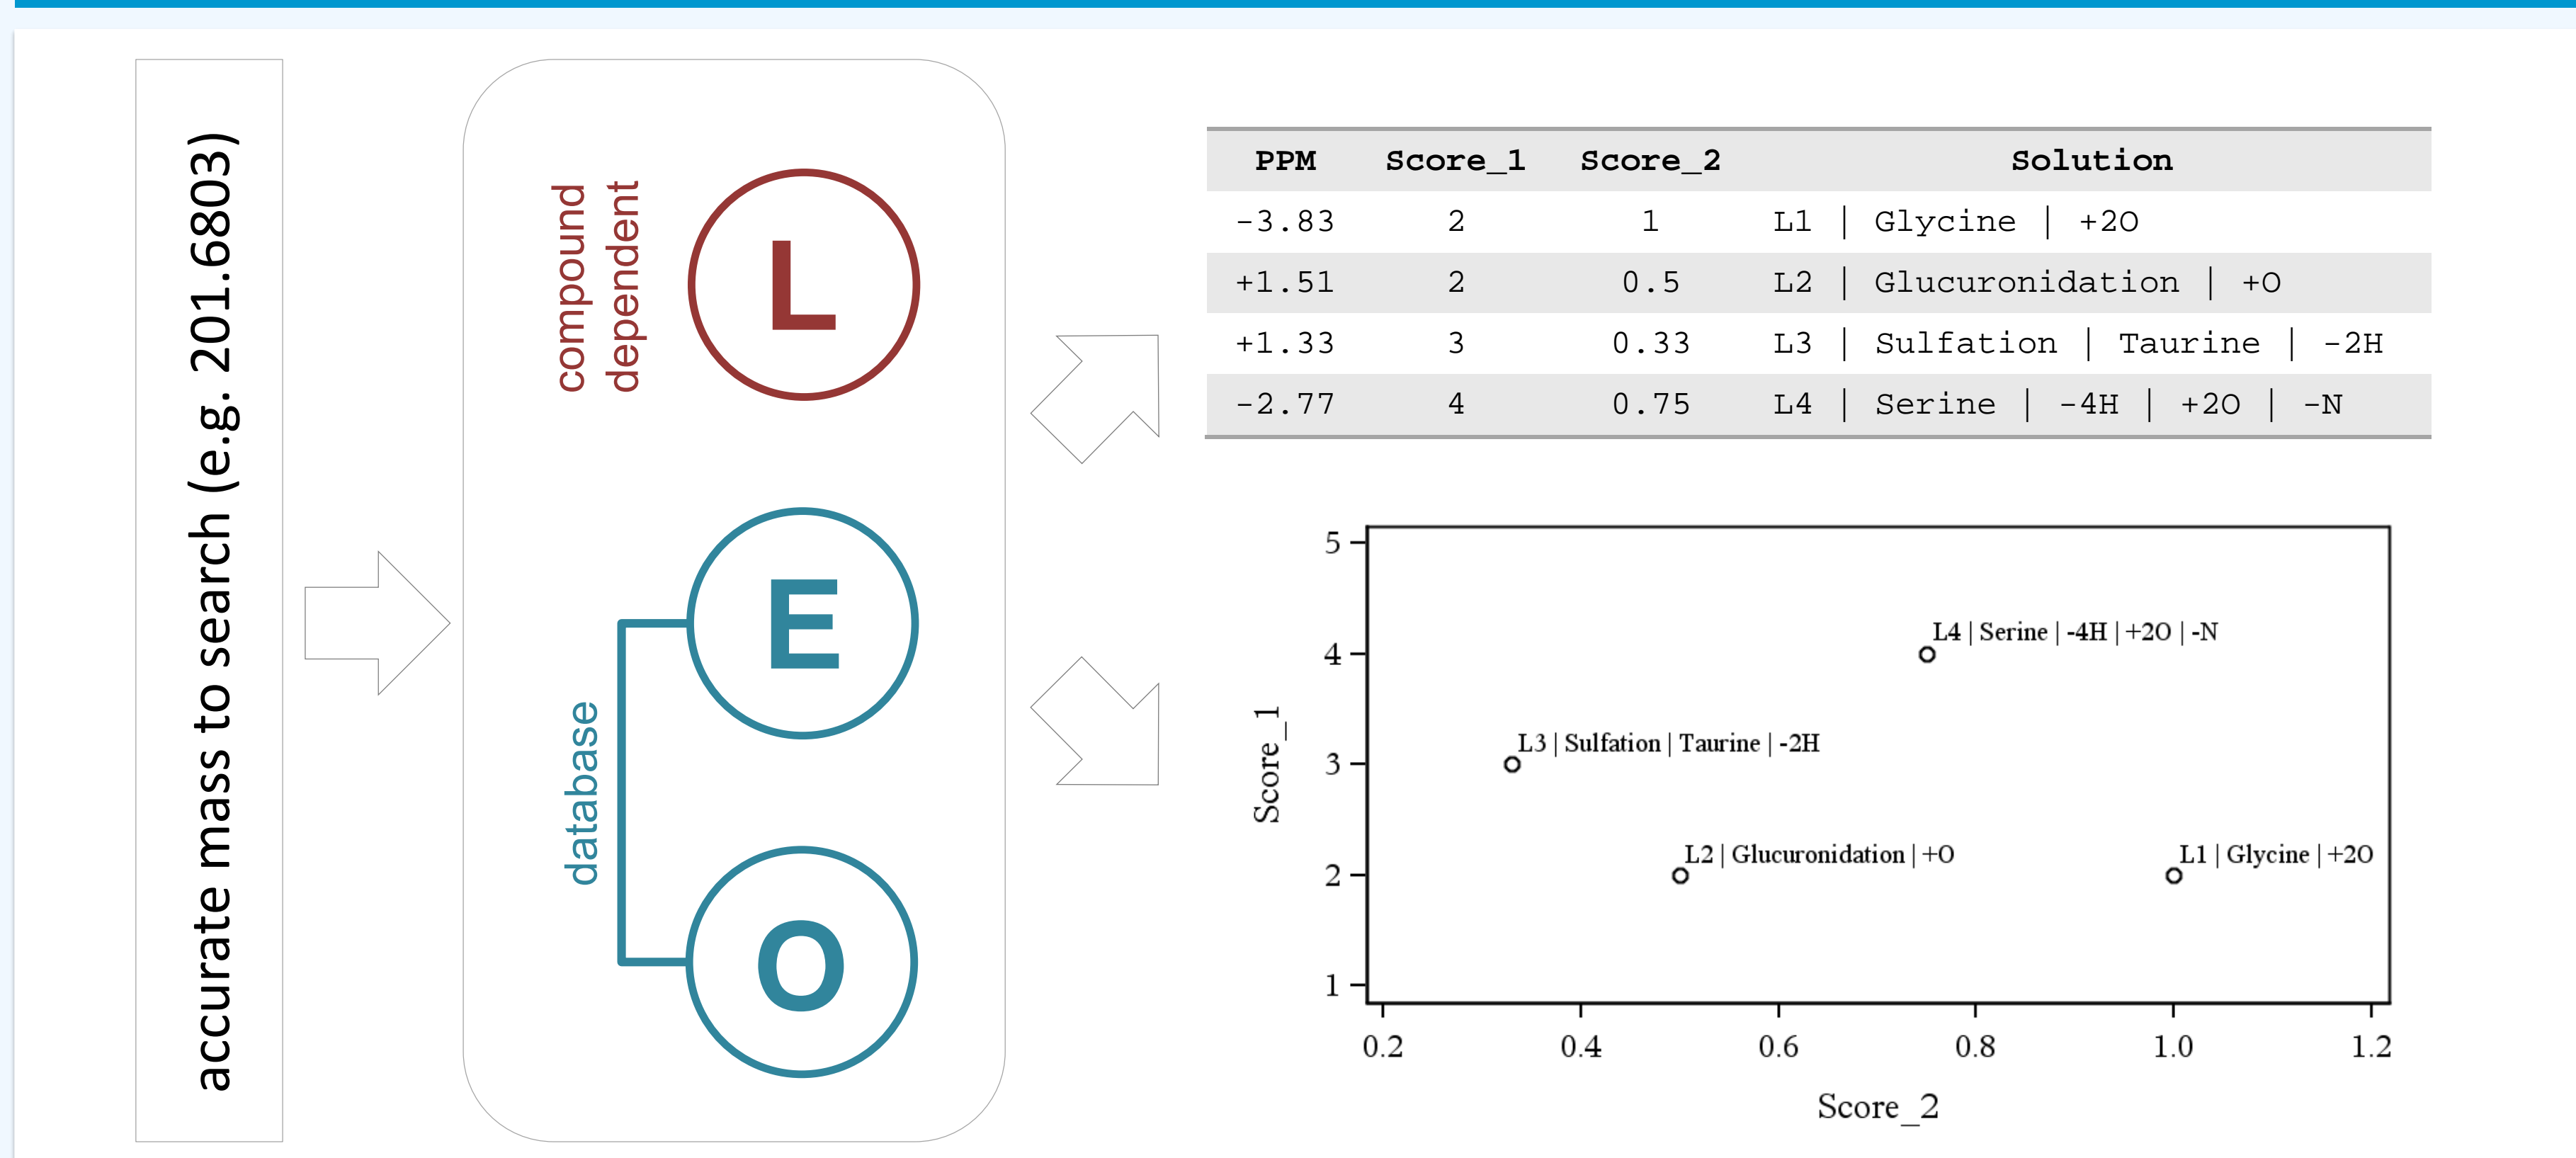 accurate mass to search (e.g. 201.6803)
compound
dependent
L
E
database
O
PPM Score_1 Score_2 Solution
-3.83 2 1 L1 | Glycine | +2O
+1.51 2 0.5 L2 | Glucuronidation | +O
+1.33 3 0.33 L3 | Sulfation | Taurine | -2H
-2.77 4 0.75 L4 | Serine | -4H | +2O | -N
5
L4 | Serine | -4H | +2O | -N
4
L3 | Sulfation | Taurine | -2H
3
Score_1
L2 | Glucuronidation | +O
L1 | Glycine | +2O
2
1
0.2 0.4 0.6 0.8 1.0 1.2
Score_2